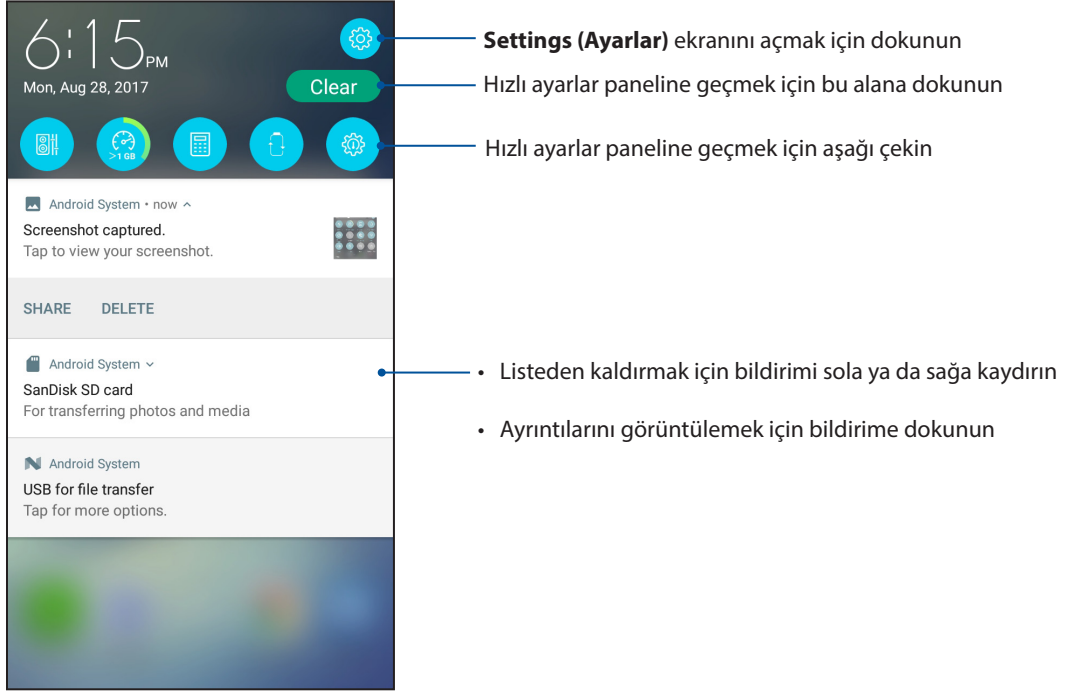 6:15 PM
Settings (Ayarlar) ekranını açmak için dokunun
Mon, Aug 28, 2017
Clear
Hızlı ayarlar paneline geçmek için bu alana dokunun
>1 GB
Hızlı ayarlar paneline geçmek için aşağı çekin
Android System • now
Screenshot captured.
Tap to view your screenshot.
SHARE DELETE
Android System
SanDisk SD card
For transferring photos and media
• Listeden kaldırmak için bildirimi sola ya da sağa kaydırın
• Ayrıntılarını görüntülemek için bildirime dokunun
Android System
USB for file transfer
Tap for more options.